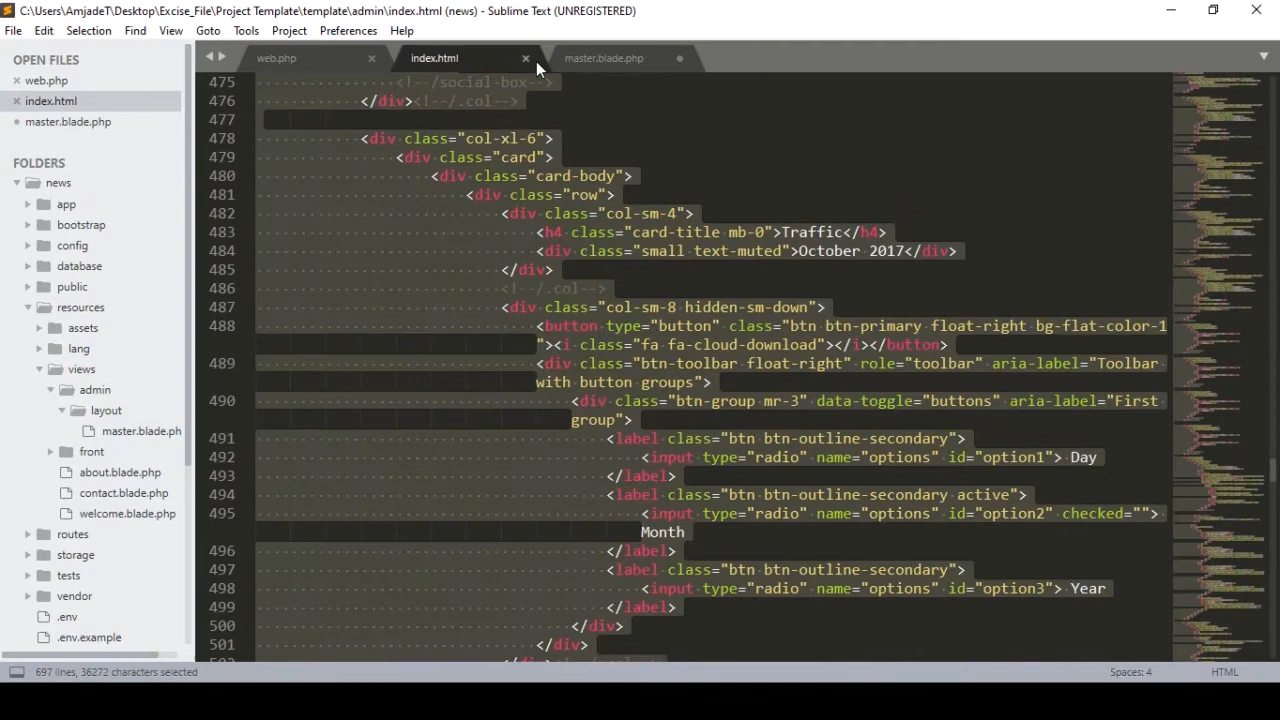 C:\Users\AmjadeT\Desktop\Excise_File\Project Template\template\admin\index.html (news) - Sublime Text (UNREGISTERED)
File Edit Selection Find View Goto Tools Project Preferences Help
OPEN FILES
web.php
index.html
master.blade.php
FOLDERS
news
app
bootstrap
config
database
public
resources
assets
lang
views
admin
layout
master.blade.ph
front
about.blade.php
contact.blade.php
welcome.blade.php
routes
storage
tests
vendor
.env
.env.example
web.php index.html master.blade.php
475 <!--/social-box-->
476 </div><!--/.col-->
477
478 <div class="col-xl-6">
479 <div class="card">
480 <div class="card-body">
481 <div class="row">
482 <div class="col-sm-4">
483 <h4 class="card-title mb-0">Traffic</h4>
484 <div class="small text-muted">October 2017</div>
485 </div>
486 <!--/.col-->
487 <div class="col-sm-8 hidden-sm-down">
488 <button type="button" class="btn btn-primary float-right bg-flat-color-1
"><i class="fa fa-cloud-download"></i></button>
489 <div class="btn-toolbar float-right" role="toolbar" aria-label="Toolbar
with button groups">
490 <div class="btn-group mr-3" data-toggle="buttons" aria-label="First
group">
491 <label class="btn btn-outline-secondary">
492 <input type="radio" name="options" id="option1"> Day
493 </label>
494 <label class="btn btn-outline-secondary active">
495 <input type="radio" name="options" id="option2" checked="">
Month
496 </label>
497 <label class="btn btn-outline-secondary">
498 <input type="radio" name="options" id="option3"> Year
499 </label>
500 </div>
501 </div>
697 lines, 36272 characters selected
Spaces: 4 HTML